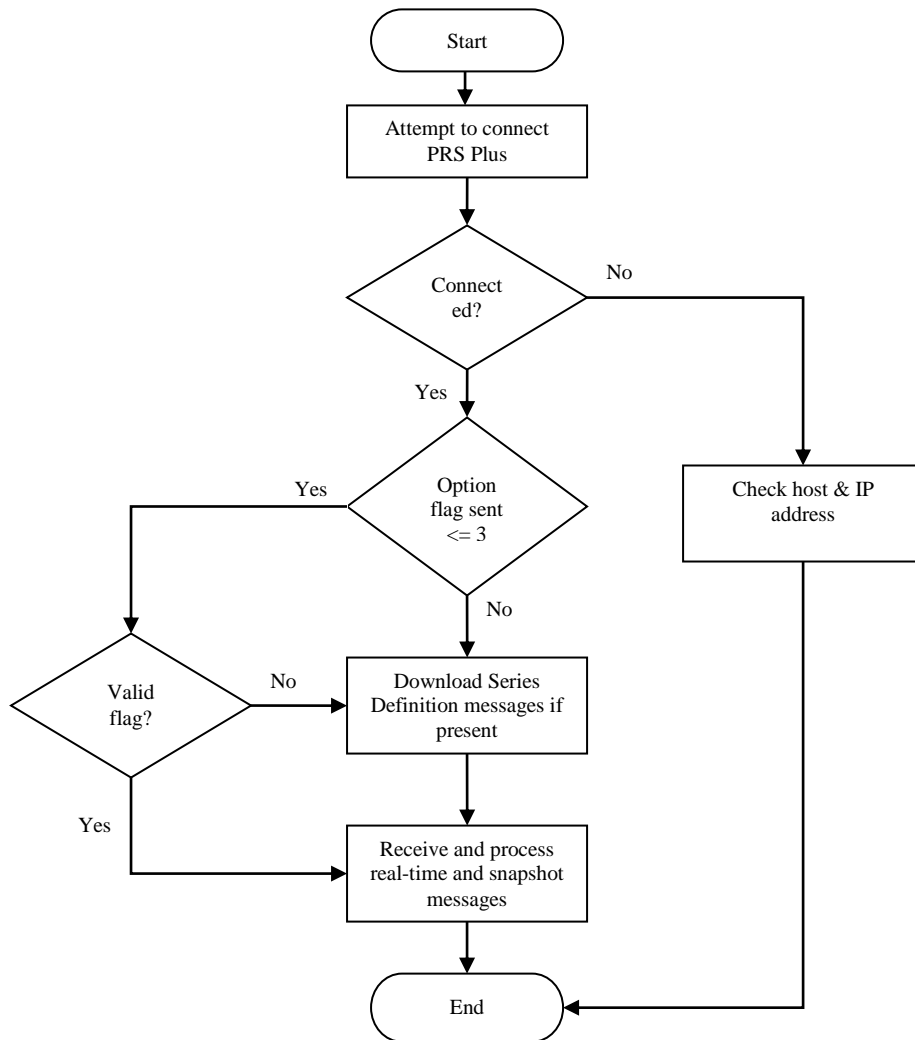 Start
Attempt to connect
PRS Plus
Connect
ed?
No
Yes
Option
flag sent
<= 3
Yes
No
Check host & IP
address
Valid
flag?
No
Download Series
Definition messages if
present
Yes
Receive and process
real-time and snapshot
messages
End